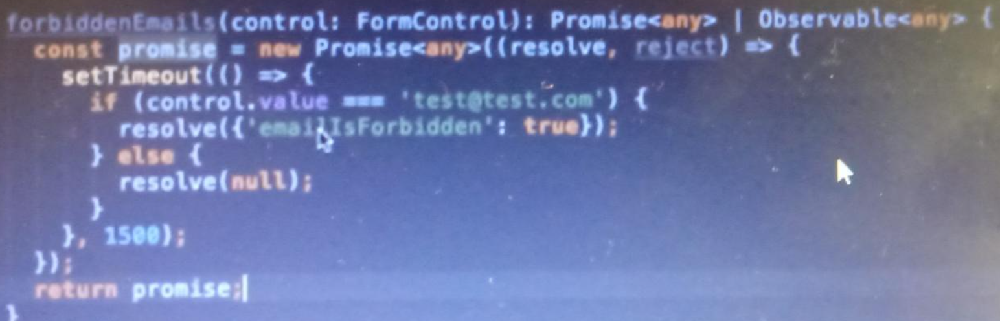 forbiddenEmails(control: FormControl): Promise<any> | Observable<any> {
  const promise = new Promise<any>((resolve, reject) => {
    setTimeout(() => {
      if (control.value === 'test@test.com') {
        resolve({'emailIsForbidden': true});
      } else {
        resolve(null);
      }
    }, 1500);
  });
  return promise;
}